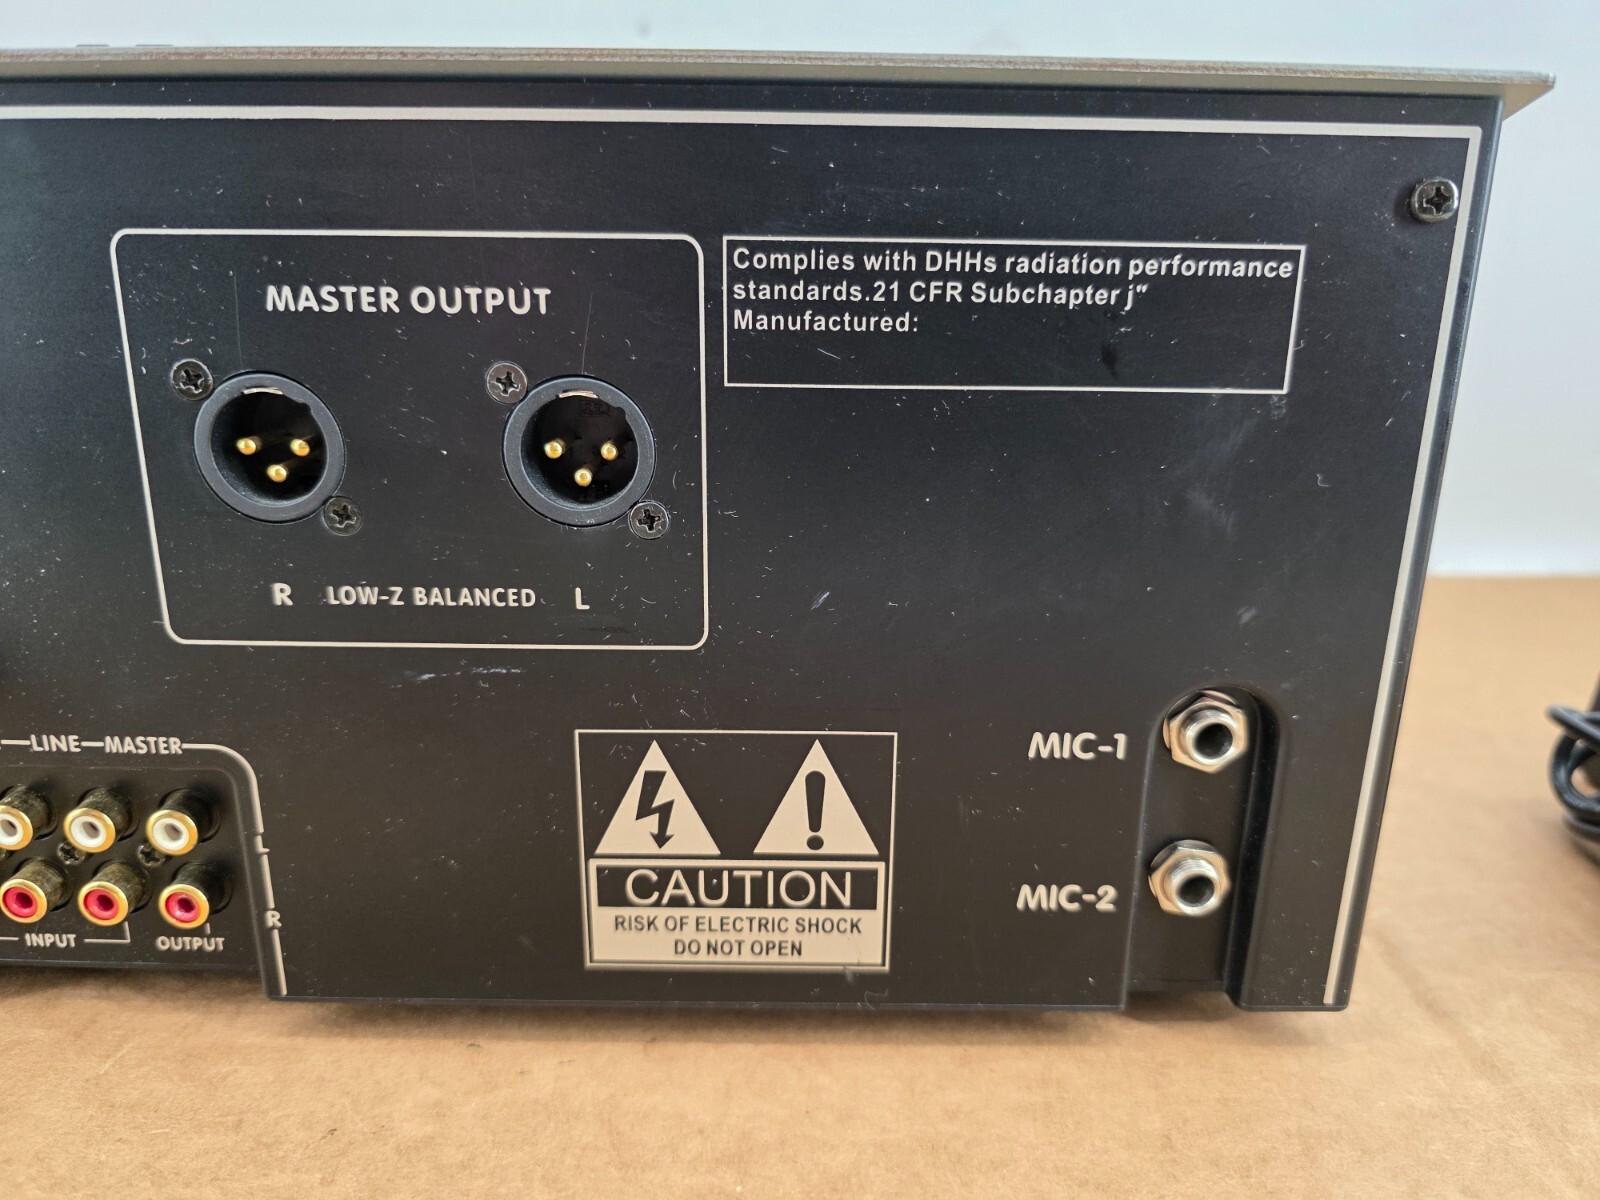 MASTER OUTPUT
R LOW-Z BALANCED L
Complies with DHHs radiation performance
standards.21 CFR Subchapter j"
Manufactured:
LINE—MASTER
L
R
INPUT
OUTPUT
CAUTION
RISK OF ELECTRIC SHOCK
DO NOT OPEN
MIC-1
MIC-2